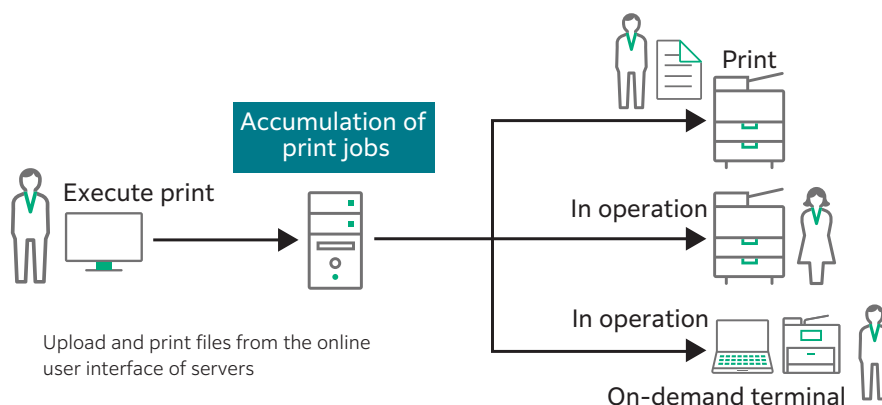 Print
Accumulation of
print jobs
Execute print
In operation
In operation
Upload and print files from the online
user interface of servers
On-demand terminal